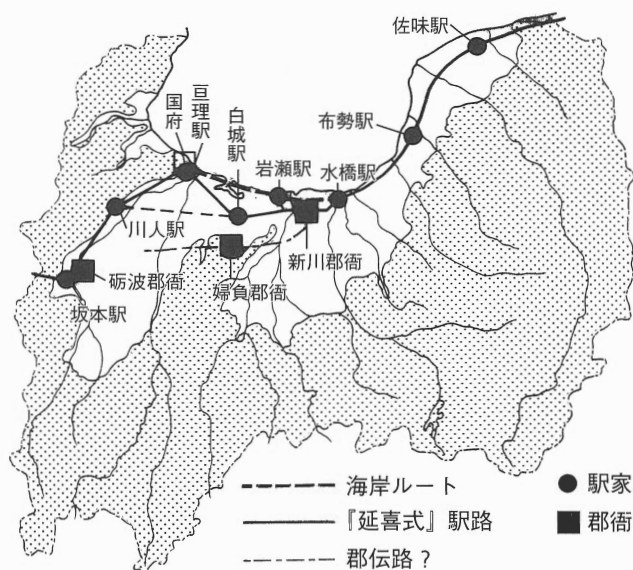 佐味駅
布勢駅
水橋駅
岩瀬駅
白城駅
亘理駅
国府
川人駅
砺波郡衙
坂本駅
婦負郡衙
新川郡衙
海岸ルート
『延喜式』駅路
郡伝路？
駅家
郡衙